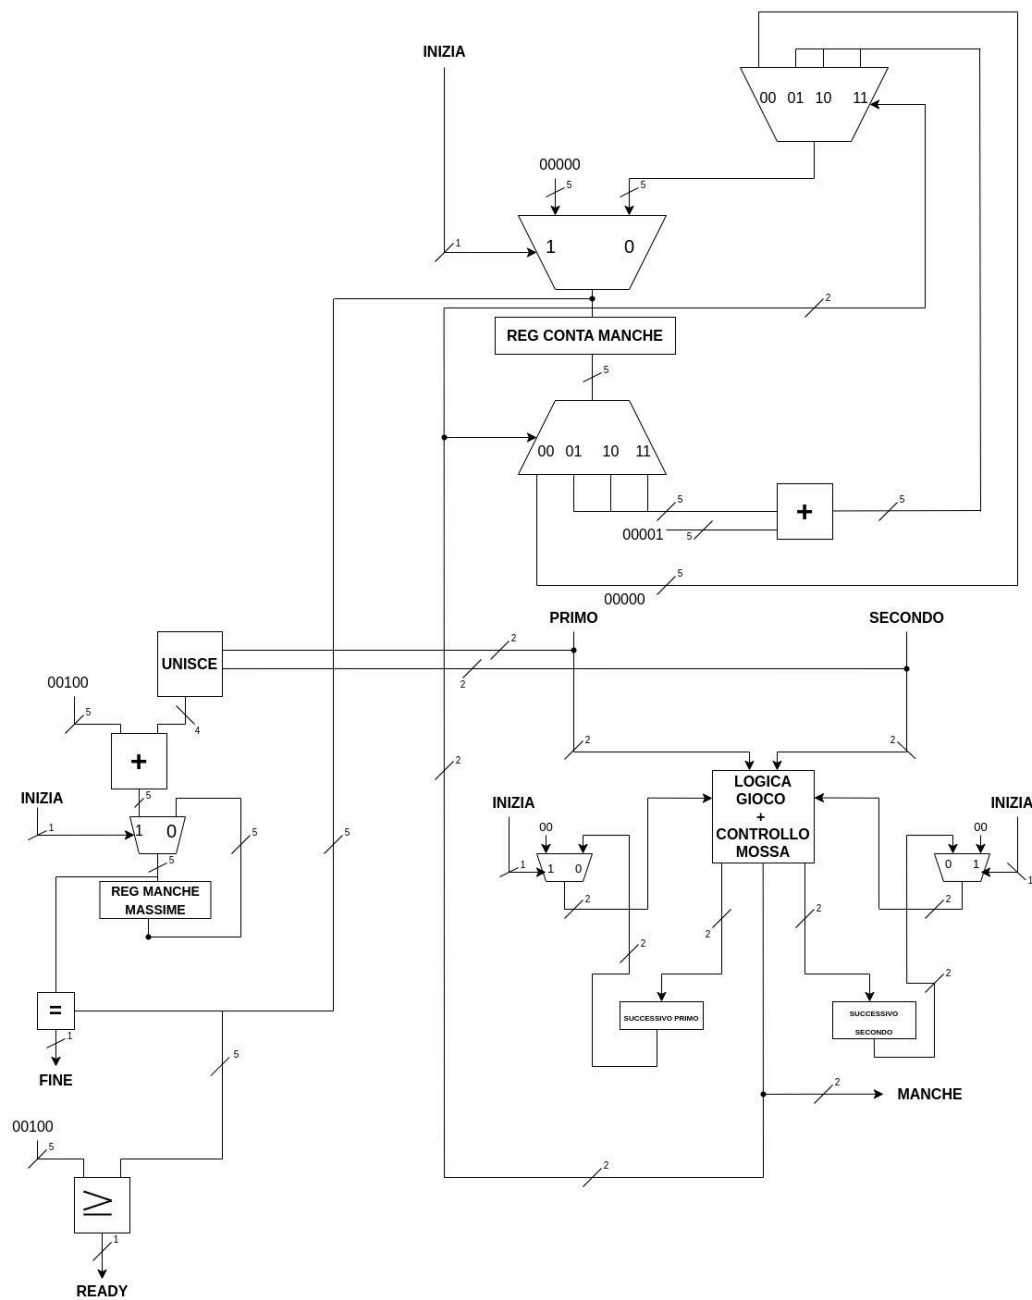 INIZIA
00 01 10 11
00000
5
5
1
1 0
2
REG CONTA MANCHE
5
00 01 10 11
5
5
+
00001
5
5
00000
PRIMO
SECONDO
2
UNISCE
2
00100
5
4
2
2
2
+
LOGICA
GIOCO
+
CONTROLLO
MOSSA
5
INIZIA
INIZIA
INIZIA
1
1 0
5
5
00
00
1
1 0
0 1
1
5
REG MANCHE
MASSIME
2
2
2
2
2
2
=
SUCCESSIVO PRIMO
SUCCESSIVO
SECONDO
1
5
FINE
2
MANCHE
00100
5
2
≥
1
READY